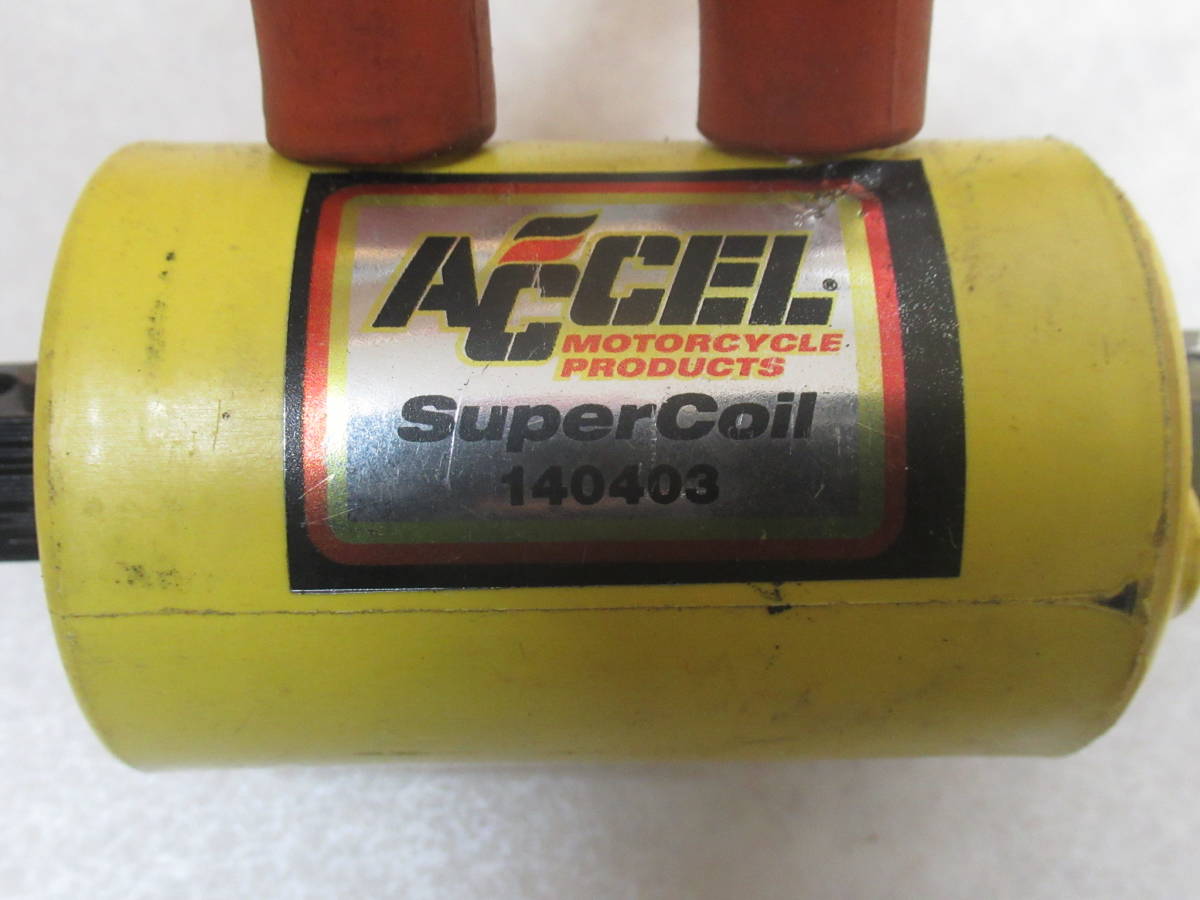 ACCEL®
MOTORCYCLE
PRODUCTS
SuperCoil
140403